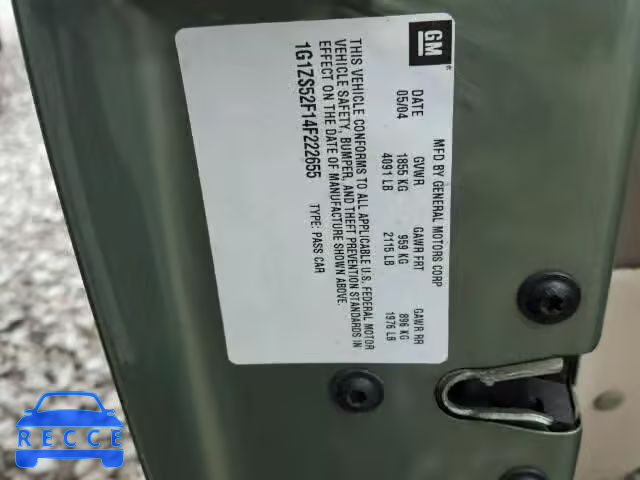 GM
MFD BY GENERAL MOTORS CORP
DATE GVWR GAWR FRT GAWR RR
05/04 1855 KG 959 KG 896 KG
4091 LB 2115 LB 1976 LB
THIS VEHICLE CONFORMS TO ALL APPLICABLE U.S. FEDERAL MOTOR
VEHICLE SAFETY, BUMPER, AND THEFT PREVENTION STANDARDS IN
EFFECT ON THE DATE OF MANUFACTURE SHOWN ABOVE.
1G1ZS52F14F222655 TYPE: PASS CAR
RECCE